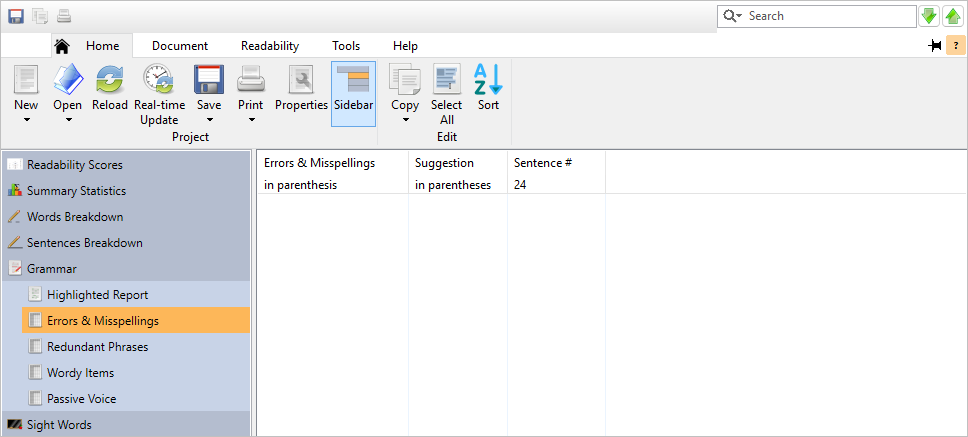 Search
Home Document Readability Tools Help ?
New Open Reload Real-time Update Save Print Properties Sidebar Copy Select All A Z Sort
Project Edit
Readability Scores
Summary Statistics
Words Breakdown
Sentences Breakdown
Grammar
Highlighted Report
Errors & Misspellings
Redundant Phrases
Wordy Items
Passive Voice
Sight Words
Errors & Misspellings Suggestion Sentence #
in parenthesis in parentheses 24